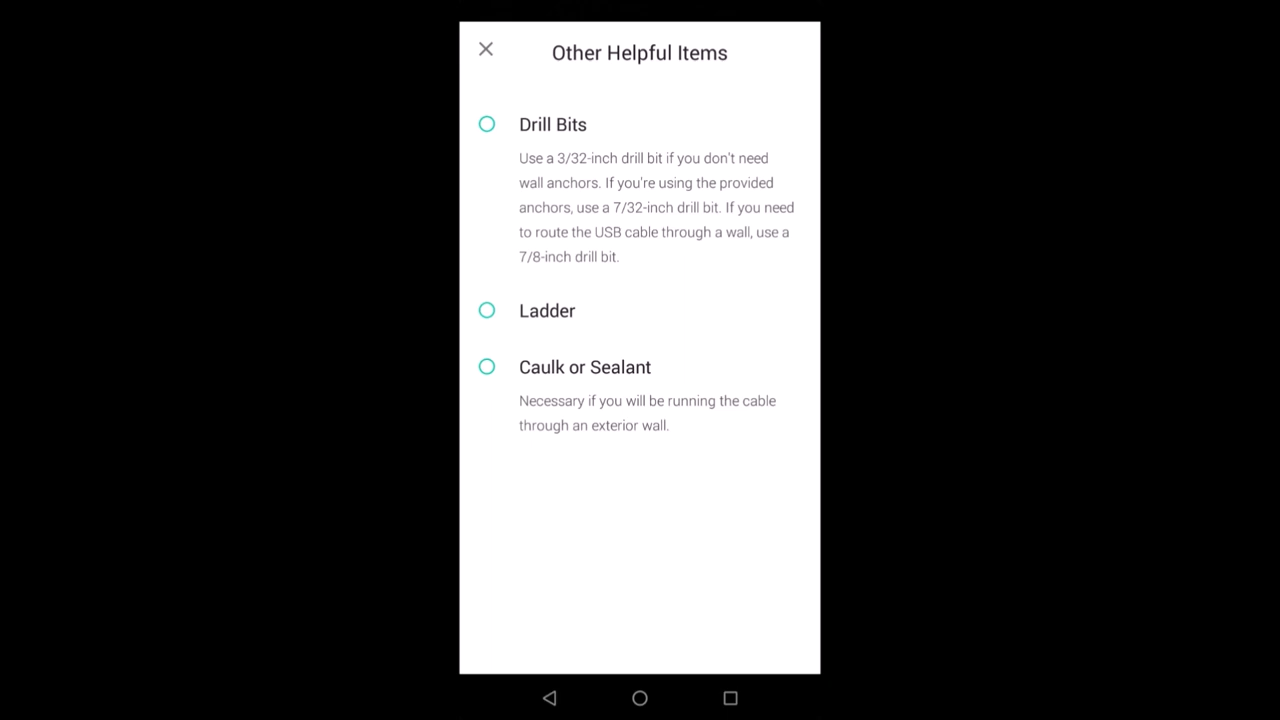 Other Helpful Items
Drill Bits
Use a 3/32-inch drill bit if you don't need
wall anchors. If you're using the provided
anchors, use a 7/32-inch drill bit. If you need
to route the USB cable through a wall, use a
7/8-inch drill bit.
Ladder
Caulk or Sealant
Necessary if you will be running the cable
through an exterior wall.